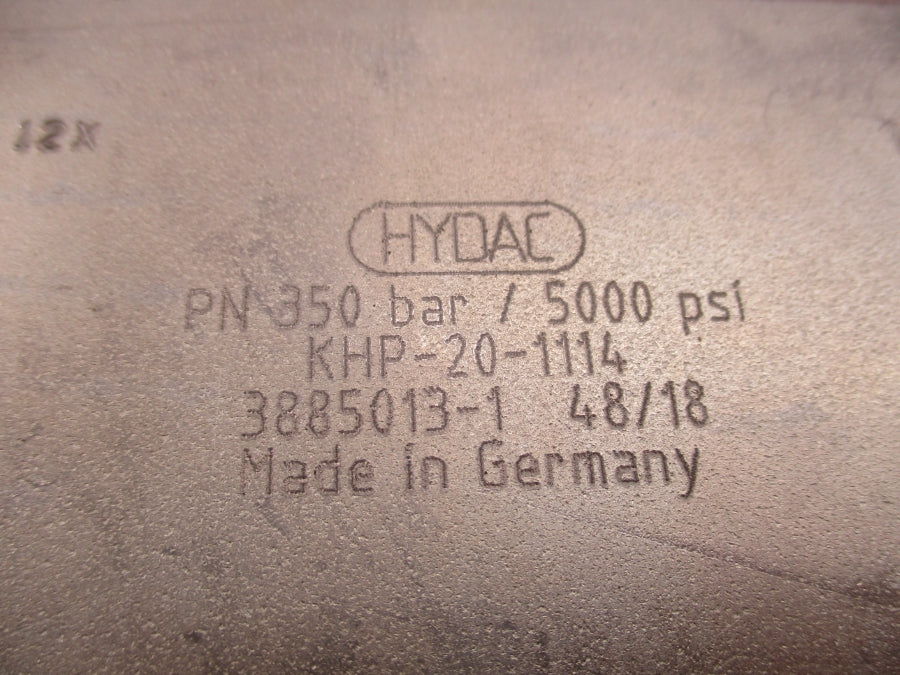 12X
HYDAC
PN 350 bar / 5000 psi
KHP-20-1114
3885013-1 48/18
Made in Germany